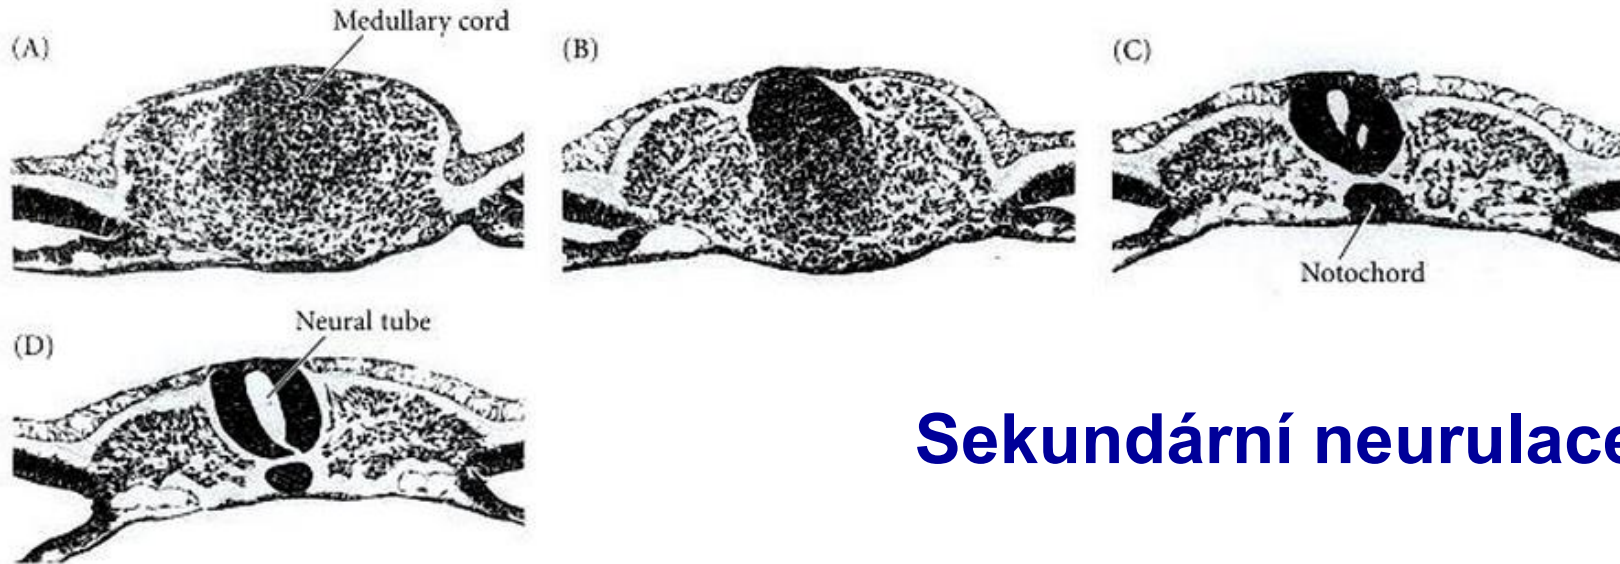 Medullary cord
(A)
(B)
(C)
Notochord
Neural tube
(D)
Sekundární neurulace